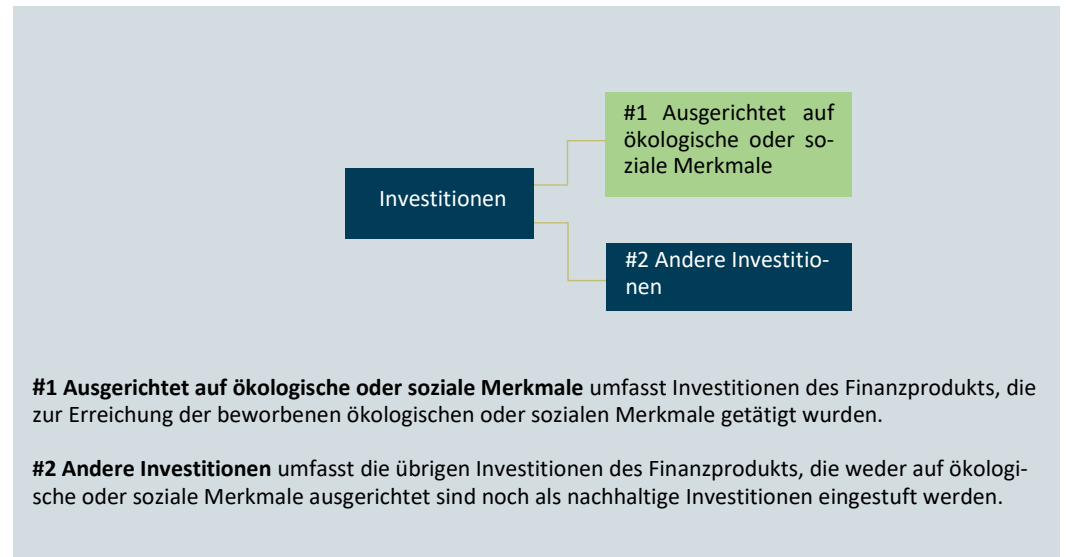 #1 Ausgerichtet auf
ökologische oder so-
ziale Merkmale
Investitionen
#2 Andere Investitio-
nen
#1 Ausgerichtet auf ökologische oder soziale Merkmale umfasst Investitionen des Finanzprodukts, die
zur Erreichung der beworbenen ökologischen oder sozialen Merkmale getätigt wurden.
#2 Andere Investitionen umfasst die übrigen Investitionen des Finanzprodukts, die weder auf ökologi-
sche oder soziale Merkmale ausgerichtet sind noch als nachhaltige Investitionen eingestuft werden.